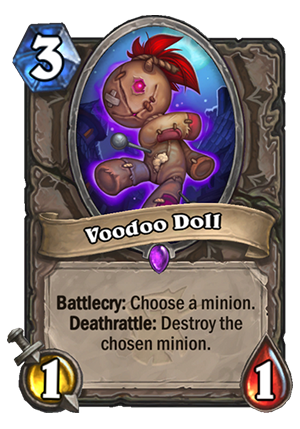 3
Voodoo Doll
Battlecry: Choose a minion.
Deathrattle: Destroy the
chosen minion.
1
1